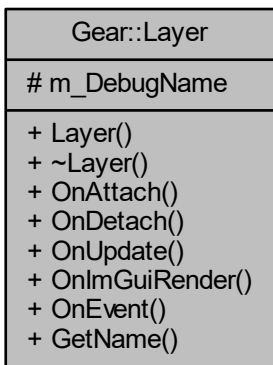 Gear::Layer
# m_DebugName
+ Layer()
+ ~Layer()
+ OnAttach()
+ OnDetach()
+ OnUpdate()
+ OnImGuiRender()
+ OnEvent()
+ GetName()